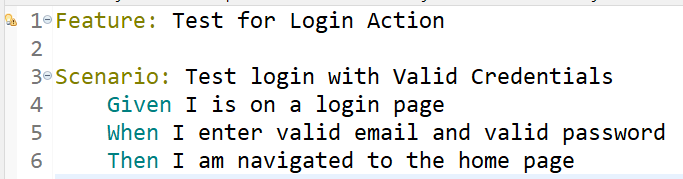 1 Feature: Test for Login Action
2
3 Scenario: Test login with Valid Credentials
4 Given I is on a login page
5 When I enter valid email and valid password
6 Then I am navigated to the home page